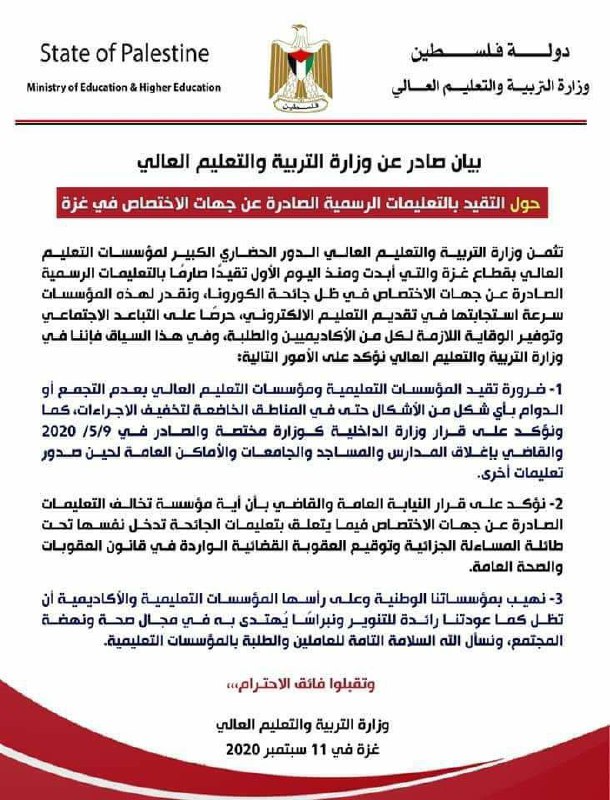 State of Palestine
Ministry of Education & Higher Education
دولة فلسطين
وزارة التربية والتعليم العالي
فلسطين
بيان صادر عن وزارة التربية والتعليم العالي
حول التقيد بالتعليمات الرسمية الصادرة عن جهات الاختصاص في غزة
تثمن وزارة التربية والتعليم العالي الدور الحضاري الكبير لمؤسسات التعليم
العالي بقطاع غزة والتي أبدت ومنذ اليوم الأول تقيدًا صارمًا بالتعليمات الرسمية
الصادرة عن جهات الاختصاص في ظل جائحة الكورونا، ونقدر لهذه المؤسسات
سرعة استجابتها في تقديم التعليم الالكتروني، حرصًا على التباعد الاجتماعي
وتوفير الوقاية اللازمة لكل من الأكاديميين والطلبة، وفي هذا السياق فإننا في
وزارة التربية والتعليم العالي نؤكد على الأمور التالية:
1- ضرورة تقيد المؤسسات التعليمية ومؤسسات التعليم العالي بعدم التجمع أو
الدوام بأي شكل من الأشكال حتى في المناطق الخاضعة لتخفيف الاجراءات، كما
ونؤكد على قرار وزارة الداخلية كوزارة مختصة والصادر في 5/9/ 2020
والقاضي بإغلاق المدارس والمساجد والجامعات والأماكن العامة لحين صدور
تعليمات أخرى.
2- نؤكد على قرار النيابة العامة والقاضي بأن أية مؤسسة تخالف التعليمات
الصادرة عن جهات الاختصاص فيما يتعلق بتعليمات الجائحة تدخل نفسها تحت
طائلة المساءلة الجزائية وتوقيع العقوبة القضائية الواردة في قانون العقوبات
والصحة العامة.
3- نهيب بمؤسساتنا الوطنية وعلى رأسها المؤسسات التعليمية والأكاديمية أن
تظل كما عودتنا رائدة للتنوير ونبراسًا يُهتدى به في مجال صحة ونهضة
المجتمع، ونسأل الله السلامة التامة للعاملين والطلبة بالمؤسسات التعليمية.
وتقبلوا فائق الاحترام،،،
وزارة التربية والتعليم العالي
غزة في 11 سبتمبر 2020